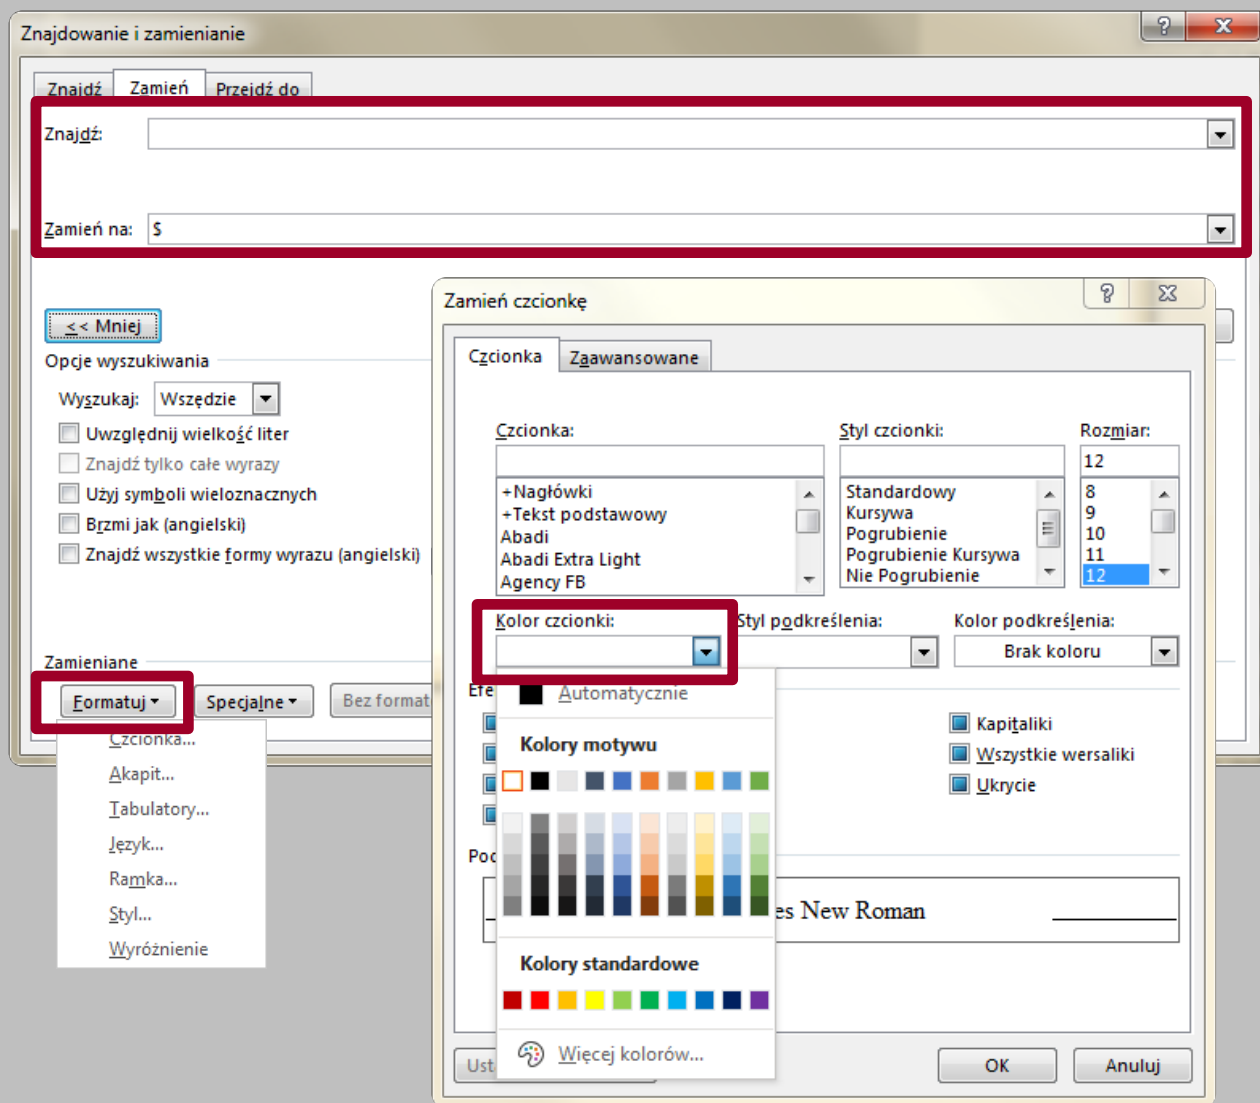 Znajdowanie i zamienianie
Znajdź Zamień Przejdź do
Znajdź:
Zamień na: $
<< Mniej
Opcje wyszukiwania
Wyszukaj: Wszędzie
Uwzględnij wielkość liter
Znajdź tylko całe wyrazy
Użyj symboli wieloznacznych
Brzmi jak (angielski)
Znajdź wszystkie formy wyrazu (angielski)
Zamieniane
Formatuj Specjalne Bez format
Czcionka...
Akapit...
Tabulatory...
Język...
Ramka...
Styl...
Wyróżnienie
Zamień czcionkę
Czcionka Zaawansowane
Czcionka: Styl czcionki: Rozmiar:
12
+Nagłówki Standardowy 8
+Tekst podstawowy Kursywa 9
Abadi Pogrubienie 10
Abadi Extra Light Pogrubienie Kursywa 11
Agency FB Nie Pogrubienie 12
Kolor czcionki: Styl podkreślenia: Kolor podkreślenia:
Brak koloru
Efe
Automatycznie
Kolory motywu
Kapitaliki
Wszystkie wersaliki
Ukrycie
Poc
es New Roman
Kolory standardowe
Więcej kolorów...
Ust OK Anuluj